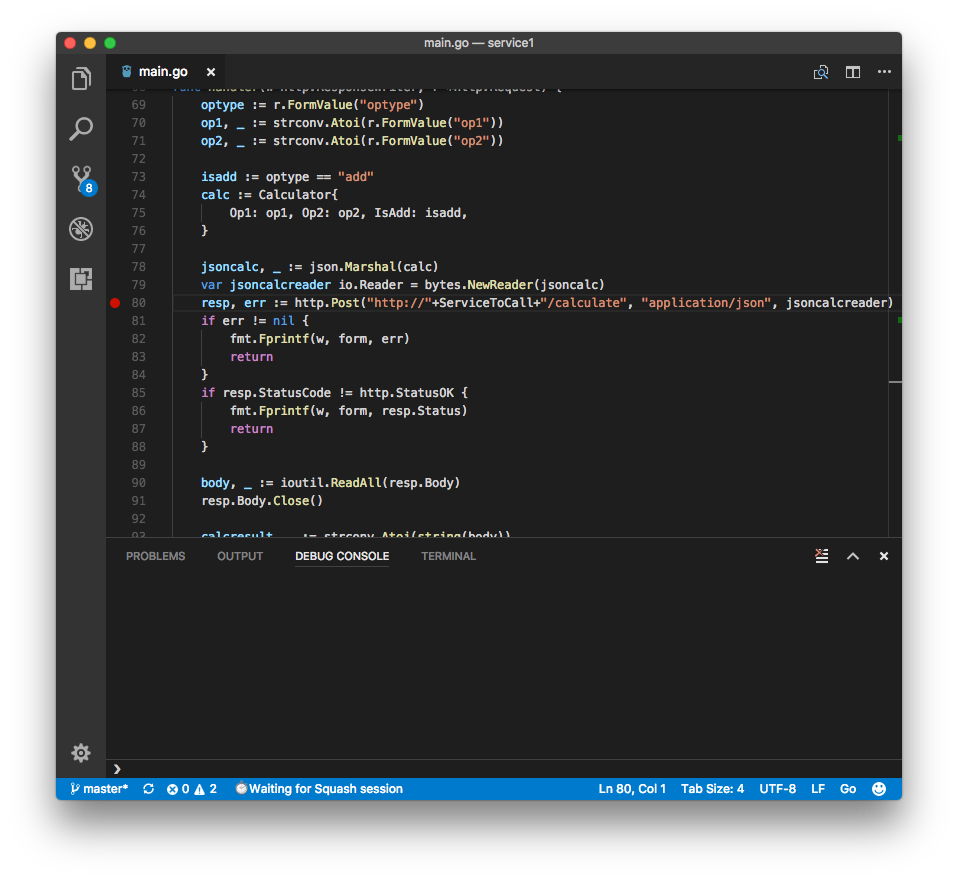 main.go — service1
main.go
8
69 optype := r.FormValue("optype")
70 op1, _ := strconv.Atoi(r.FormValue("op1"))
71 op2, _ := strconv.Atoi(r.FormValue("op2"))
72
73 isadd := optype == "add"
74 calc := Calculator{
75 Op1: op1, Op2: op2, IsAdd: isadd,
76 }
77
78 jsoncalc, _ := json.Marshal(calc)
79 var jsoncalcreader io.Reader = bytes.NewReader(jsoncalc)
80 resp, err := http.Post("http://"+ServiceToCall+"/calculate", "application/json", jsoncalcreader)
81 if err != nil {
82 fmt.Fprintf(w, form, err)
83 return
84 }
85 if resp.StatusCode != http.StatusOK {
86 fmt.Fprintf(w, form, resp.Status)
87 return
88 }
89
90 body, _ := ioutil.ReadAll(resp.Body)
91 resp.Body.Close()
92
93 calcresult, _ := strconv.Atoi(string(body))
PROBLEMS OUTPUT DEBUG CONSOLE TERMINAL
master* 0 2 Waiting for Squash session Ln 80, Col 1 Tab Size: 4 UTF-8 LF Go